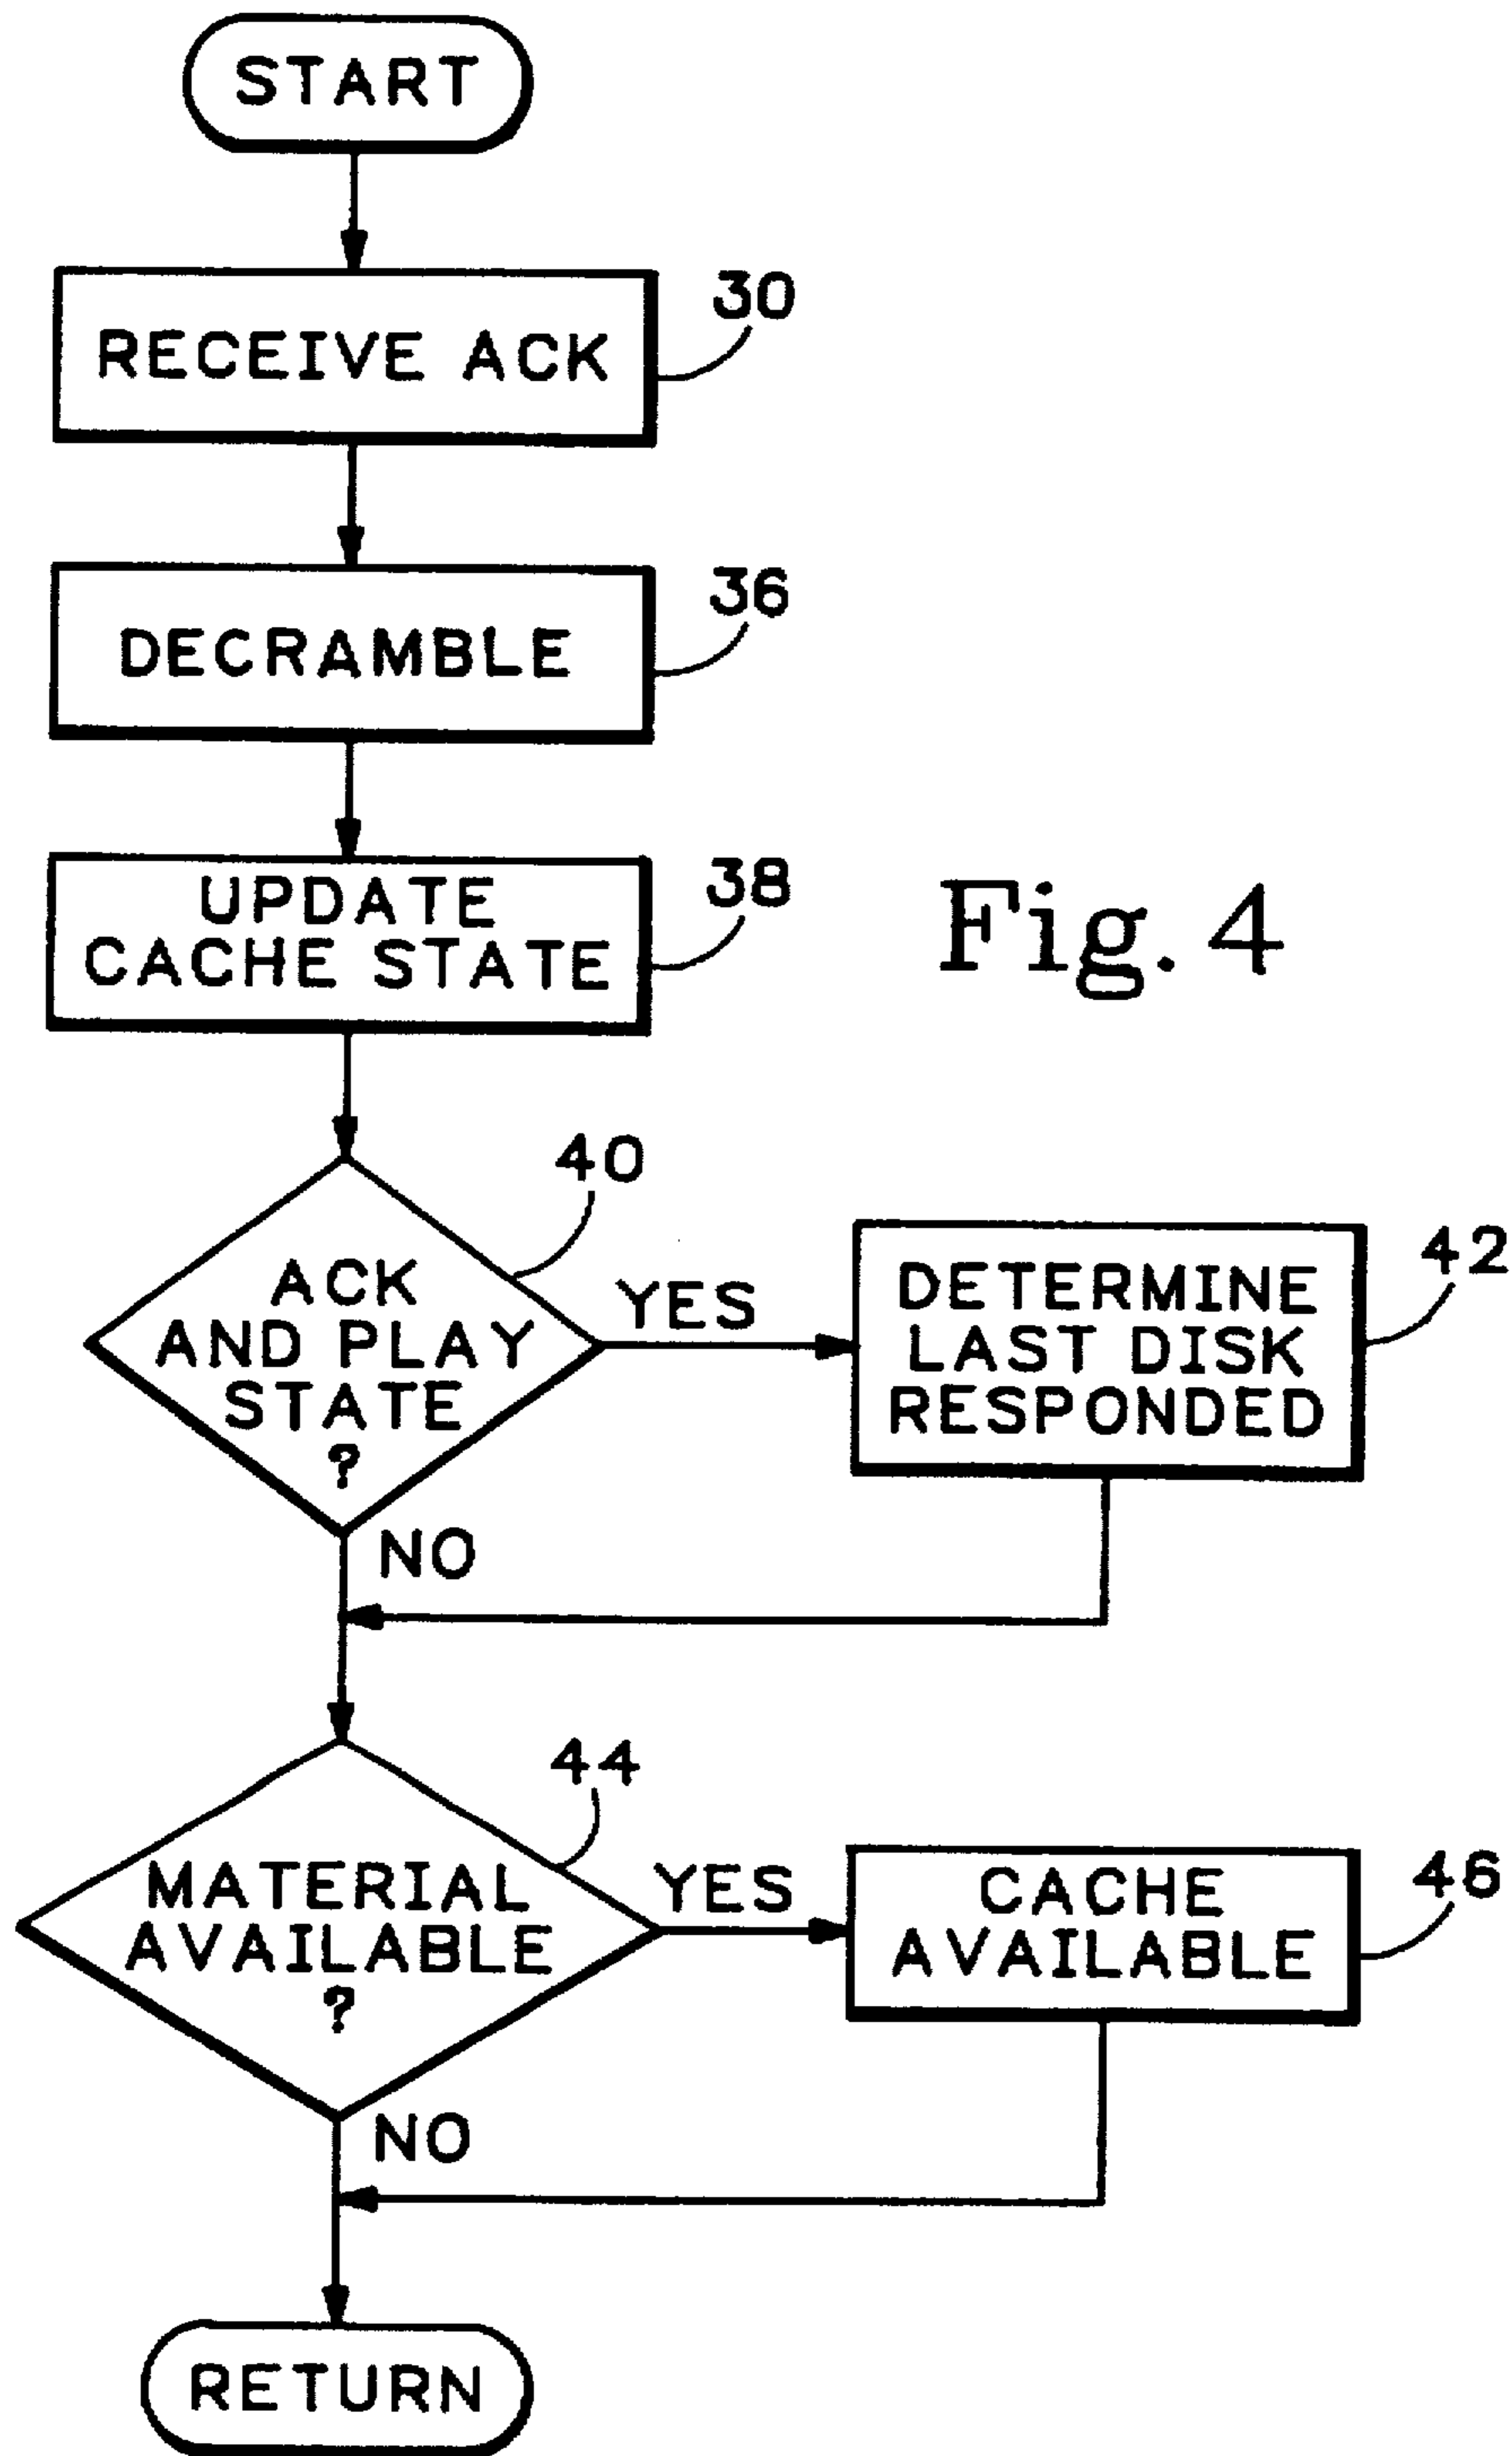 START
RECEIVE ACK
30
DECRAMBLE
36
UPDATE
CACHE STATE
38
Fig. 4
40
ACK
AND PLAY
STATE
?
YES
DETERMINE
LAST DISK
RESPONDED
42
NO
44
MATERIAL
AVAILABLE
?
YES
CACHE
AVAILABLE
46
NO
RETURN